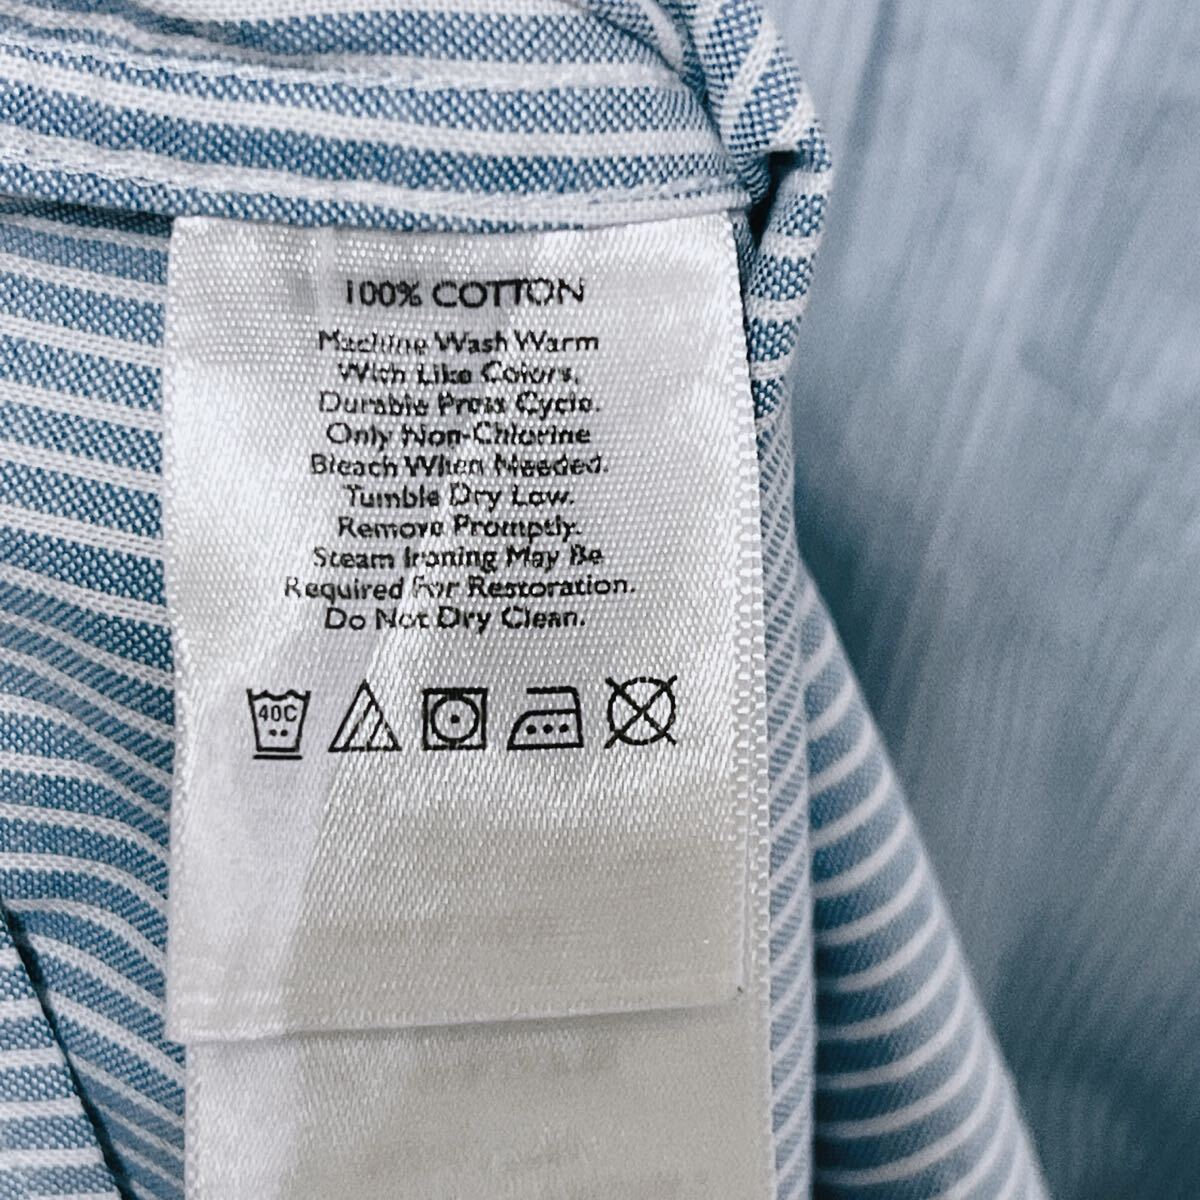 100% COTTON
Machine Wash Warm
With Like Colors.
Durable Press Cycle.
Only Non-Chlorine
Bleach When Needed.
Tumble Dry Low.
Remove Promptly.
Steam Ironing May Be
Required For Restoration.
Do Not Dry Clean.
40C